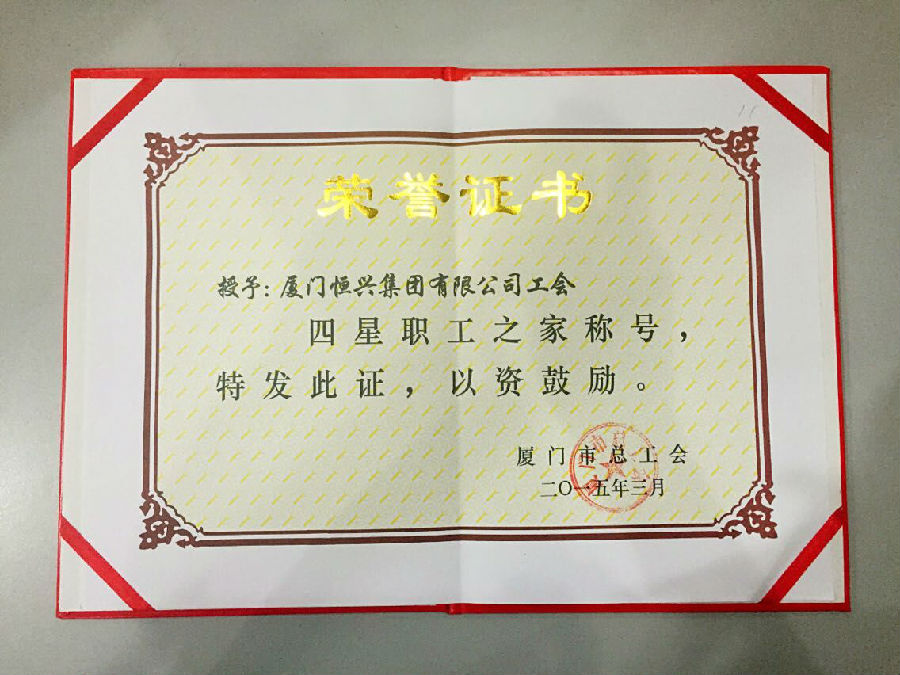 荣誉证书
授予：厦门恒兴集团有限公司工会
四星职工之家称号，
特发此证，以资鼓励。
厦门市总工会
二〇一五年三月